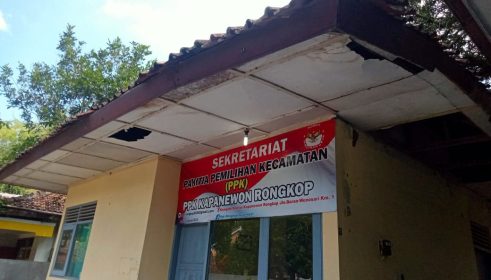 SEKRETARIAT
PANITIA PEMILIHAN KECAMATAN
(PPK)
PPK KAPANEWON RONGKOP